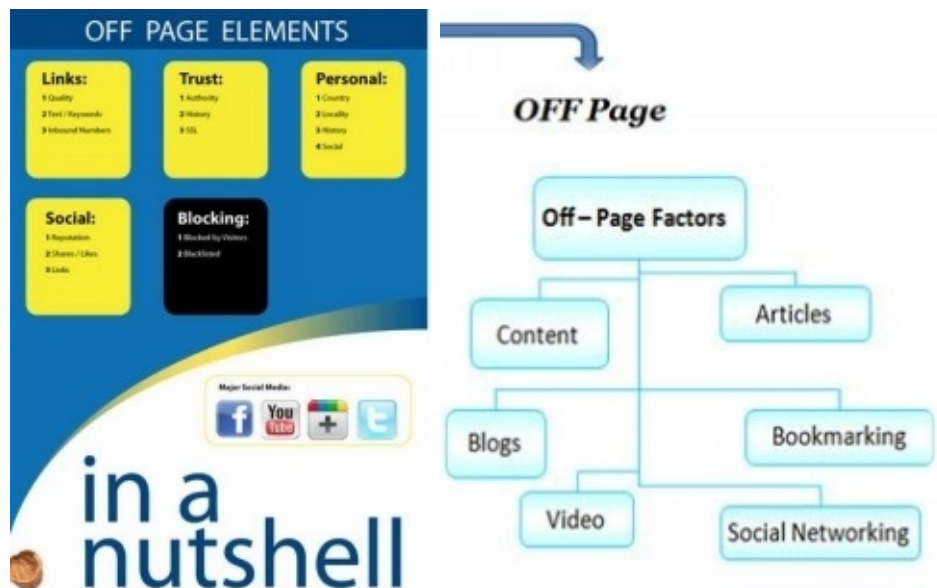 OFF PAGE ELEMENTS
Links:
1 Quality
2 Text / Keywords
3 Inbound Numbers
Trust:
1 Authority
2 History
3 SSL
Personal:
1 Country
2 Locality
3 History
4 Social
Social:
1 Reputation
2 Shares / Likes
3 Links
Blocking:
1 Blocked by Visitors
2 Blacklisted
Major Social Media:
f
You
Tube
+
t
in a
nutshell
OFF Page
Off – Page Factors
Content
Articles
Blogs
Bookmarking
Video
Social Networking